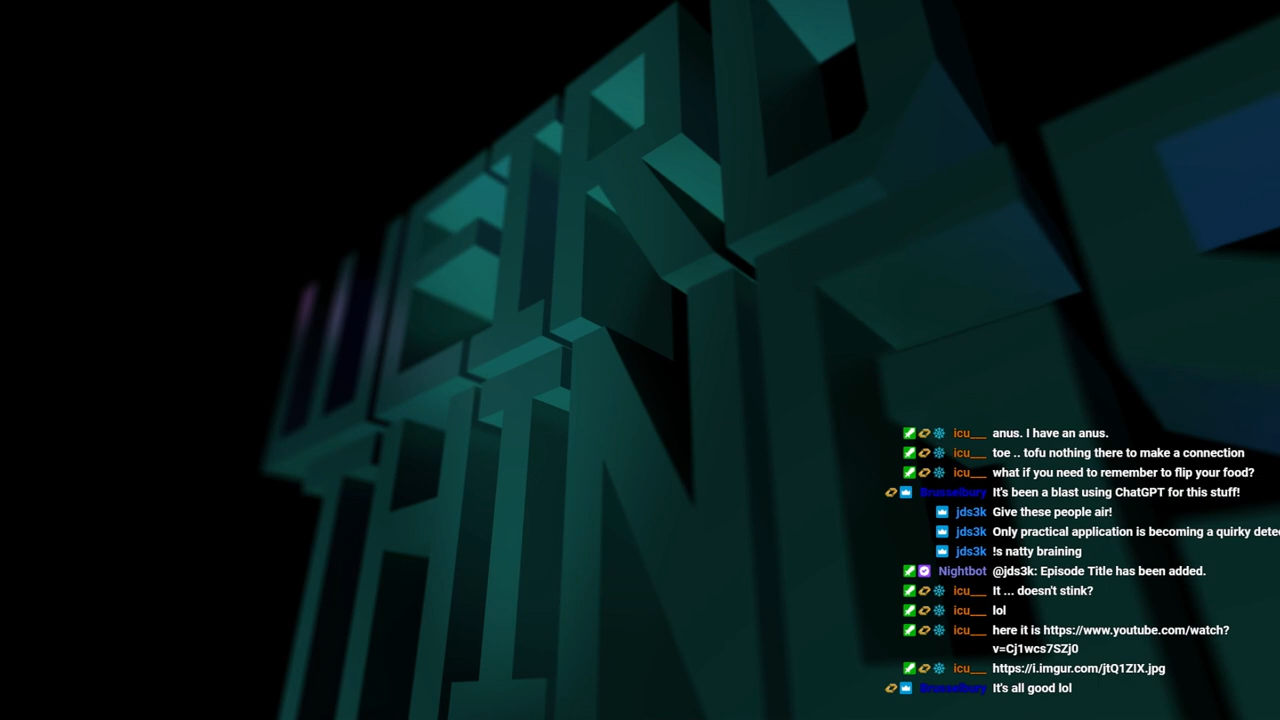 icu___ anus. I have an anus.
icu___ toe .. tofu nothing there to make a connection
icu___ what if you need to remember to flip your food?
Brusselbury It's been a blast using ChatGPT for this stuff!
jds3k Give these people air!
jds3k Only practical application is becoming a quirky
jds3k !s natty braining
Nightbot @jds3k: Episode Title has been added.
icu___ It ... doesn't stink?
icu___ lol
icu___ here it is https://www.youtube.com/watch?
v=Cj1wcs7SZj0
icu___ https://i.imgur.com/jtQ1ZIX.jpg
Brusselbury It's all good lol